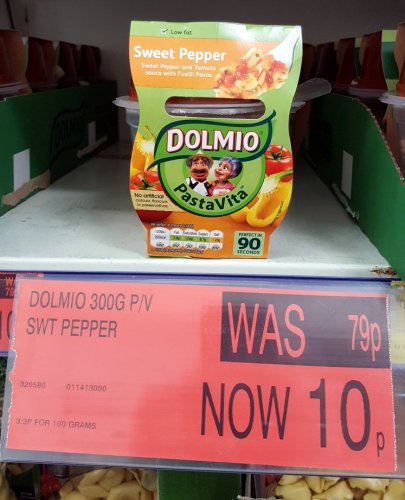 Low fat
Sweet Pepper
Sweet Pepper and Tomato
sauce with Fusilli Pasta
DOLMIO
PastaVita
No artificial
colours, flavours
or preservatives
PERFECT IN
90
SECONDS
DOLMIO 300G P/V
SWT PEPPER
WAS 79p
320580 011413000
NOW 10p
3.3P FOR 100 GRAMS